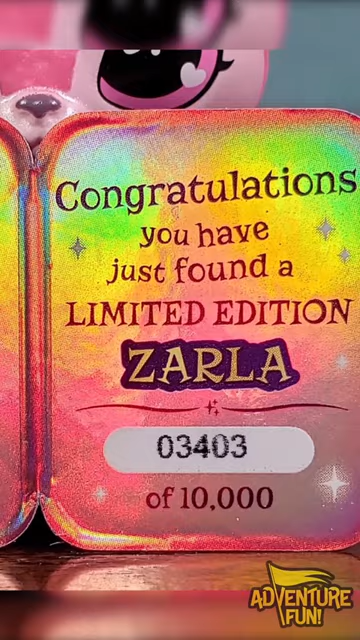 Congratulations
you have
just found a
LIMITED EDITION
ZARLA
03403
of 10,000
ADVENTURE
FUN!